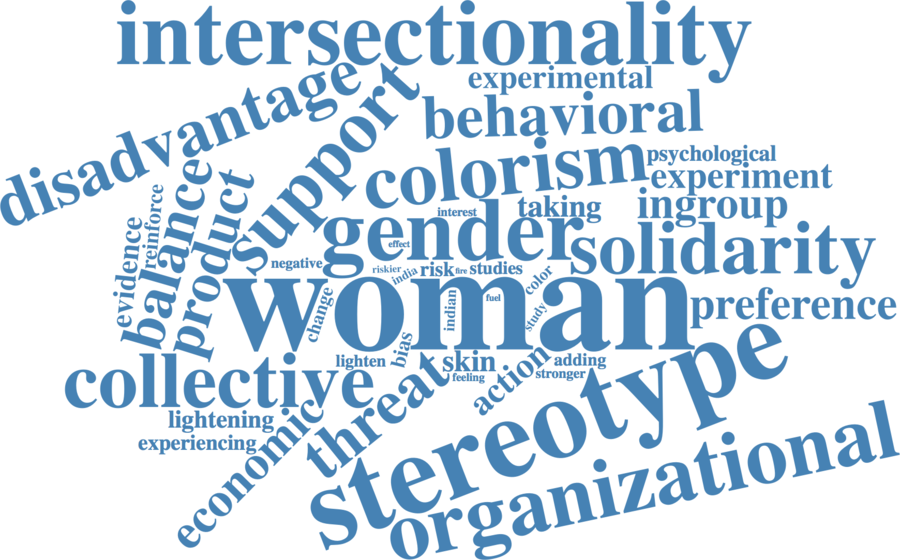 intersectionality
disadvantage
support
experimental
behavioral
colorism
psychological
experiment
interest
taking
ingroup
reinforce
evidence
balance
product
gender
effect
solidarity
negative
riskier
india
risk
fire
studies
color
woman
change
indian
fuel
study
preference
lighten
bias
skin
feeling
action
adding
stronger
collective
threat
stereotype
lightening
experiencing
economic
organizational